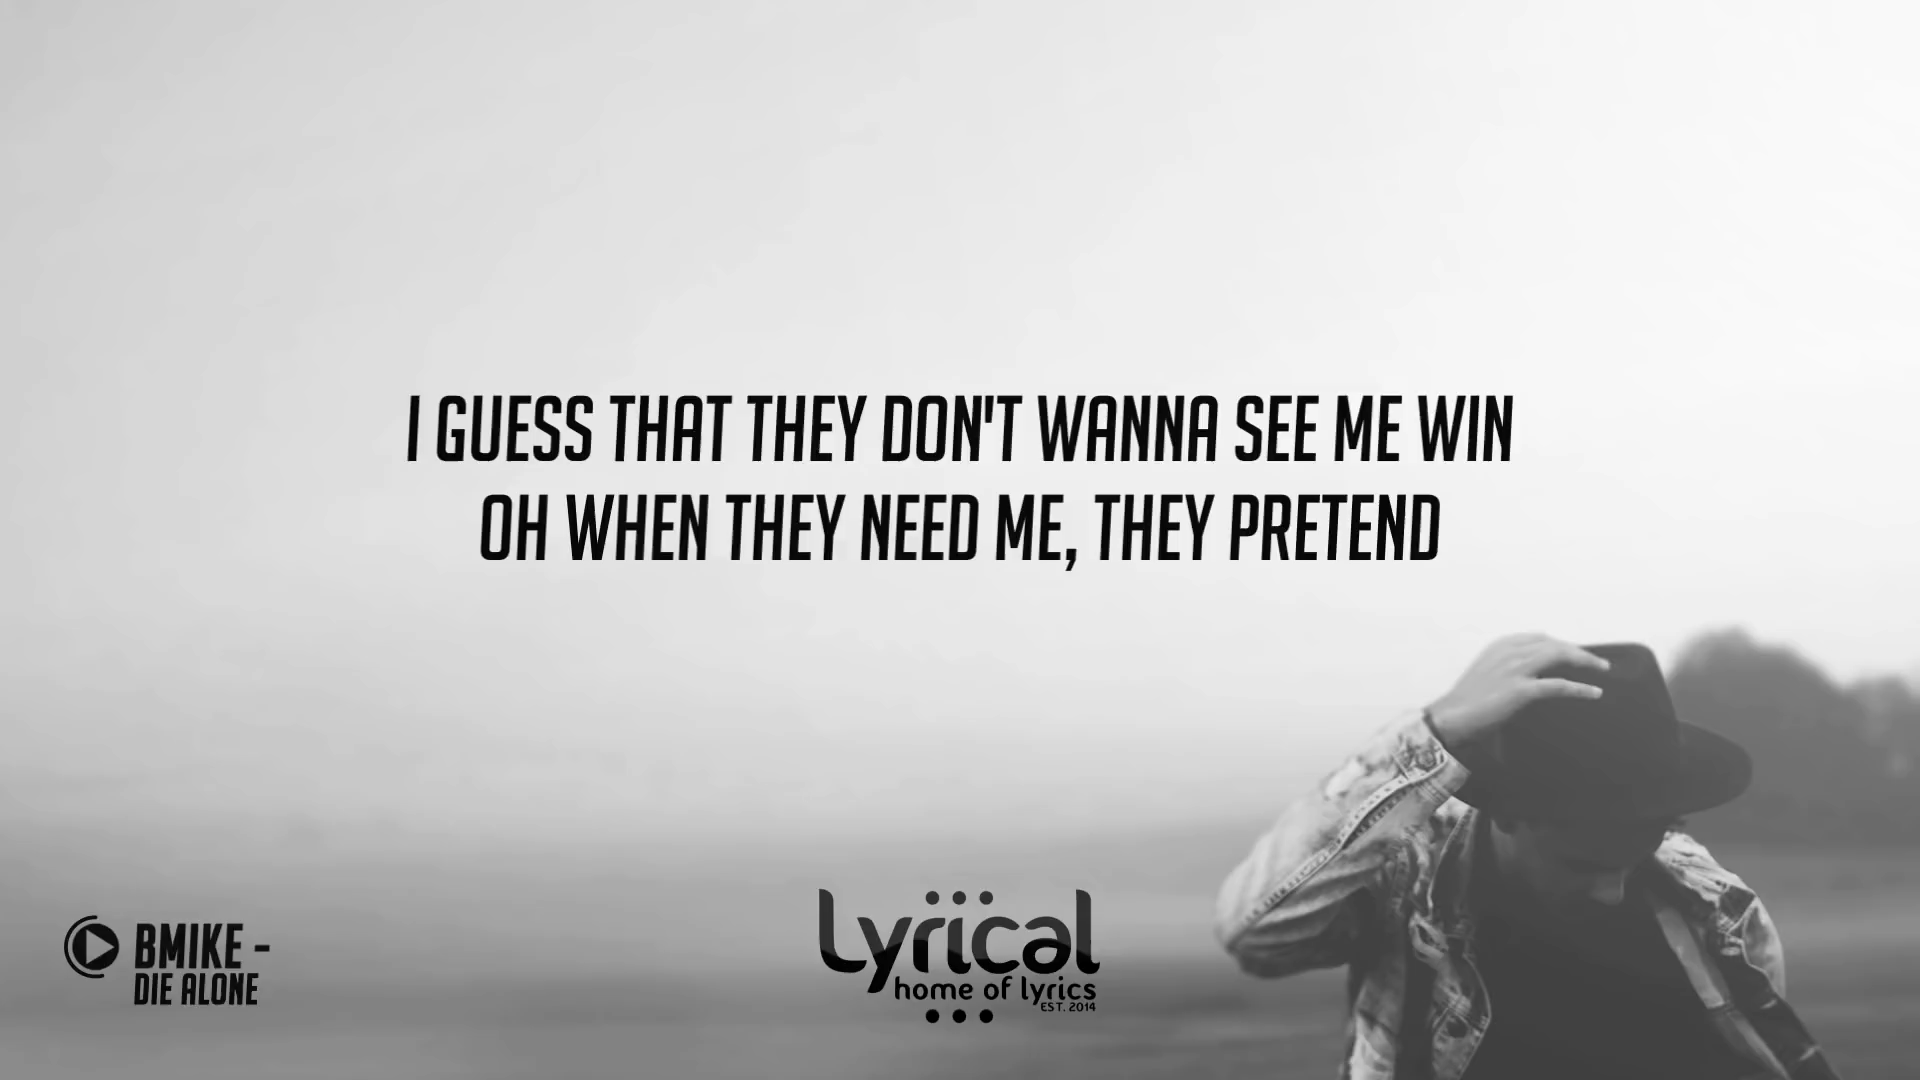 I GUESS THAT THEY DON'T WANNA SEE ME WIN
OH WHEN THEY NEED ME, THEY PRETEND
BMIKE -
DIE ALONE
Lyrical
home of lyrics
EST. 2014